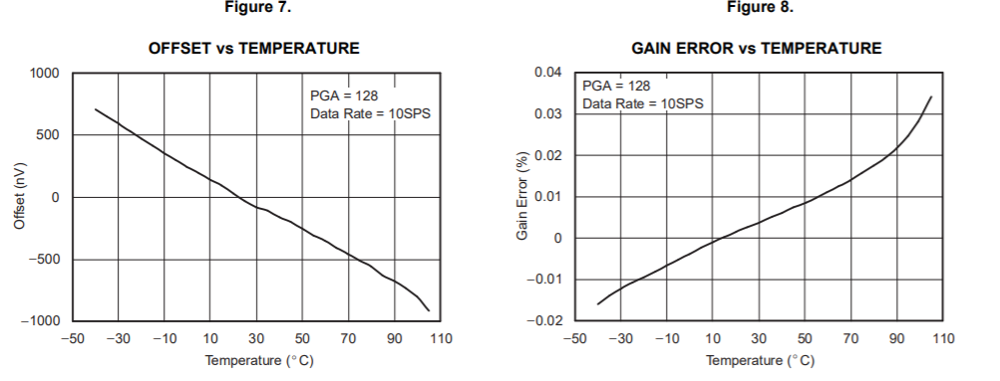 Figure 7.
OFFSET vs TEMPERATURE
1000
500
0
−500
−1000
Offset (nV)
PGA = 128
Data Rate = 10SPS
−50 −30 −10 10 30 50 70 90 110
Temperature (°C)
Figure 8.
GAIN ERROR vs TEMPERATURE
0.04
0.03
0.02
0.01
0
−0.01
−0.02
Gain Error (%)
PGA = 128
Data Rate = 10SPS
−50 −30 −10 10 30 50 70 90 110
Temperature (°C)